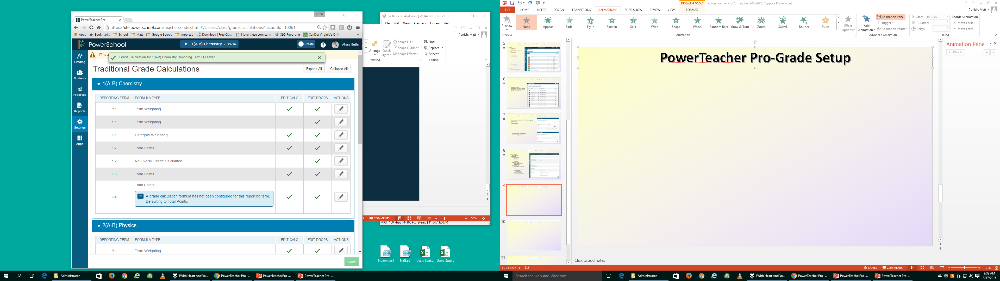 Matt
PowerTeacher Pro
https://xte.powerschool.com/teachers/index.html#/classes/class/grade_calculations?sectionId=10061
Apps Bookmarks School Matt Google Scropt Imported Download | Free Clas I love these comical n SLO Reporting CanDo: Virginia's Onl »
PowerSchool
1(A-B) Chemistry - 15-16
Create
Alissa Butler
Grading
Students
Progress
Reports
Settings
Apps
Y1 is a
Grade Calculation for 1(A-B) Chemistry Reporting Term Q3 saved.
Traditional Grade Calculations
Expand All
Collapse All
1(A-B) Chemistry
REPORTING TERM FORMULA TYPE EDIT CALC EDIT DROPS ACTIONS
Y1 Term Weighting
S1 Term Weighting
Q1 Category Weighting
Q2 Total Points
S2 No Overall Grade Calculated
Q3 Total Points
Total Points
Q4
A grade calculation formula has not been configured for this reporting term.
Defaulting to Total Points.
2(A-B) Physics
REPORTING TERM FORMULA TYPE EDIT CALC EDIT DROPS ACTIONS
Y1 Term Weighting
Save
[With Heart And Voice] WHAV-2012-07-29 [fo...
File Edit View Playback Library Help
Ponish, Matt
Arrange
Quick
Styles
Shape Fill
Shape Outline
Shape Effects
Find
Replace
Select
Drawing
Editing
S COMMENTS 50%
MP3 | 100 kbps | 44100 Hz | stereo | 11:04 / 1:00:40
Student.ps1 Staff.ps1 Users-Staff.... Users-Stud...
Administrator
[With Heart And Vo...
PowerTeacher Pro -...
PowerTeacherPro_...
PowerTeacher Pro-...
DRAWING TOOLS
PowerTeacher Pro-All Teachers-08-20-2016.pptx - PowerPoint
FILE HOME INSERT DESIGN TRANSITIONS ANIMATIONS SLIDE SHOW REVIEW VIEW FORMAT
Ponish, Matt
Preview
None Appear Fade Fly In Float In Split Wipe Shape Wheel Random Bars Grow & Turn Zoom Swivel Bounce Pulse
Effect
Options
Add
Animation
Animation Pane
Trigger
Animation Painter
Start: On Click
Duration:
Delay:
Reorder Animation
Move Earlier
Move Later
Preview Animation Advanced Animation Timing
5
6
7
8
9
10
11
PowerTeacher Pro-Grade Setup
Animation Pane
Play All
Click to add notes
SLIDE 9 OF 11
NOTES COMMENTS 107%
Search the web and Windows
Administrator
[With Heart And Vo...
PowerTeacher Pro -...
PowerTeacherPro_...
PowerTeacher Pro-...
9:32 AM
8/17/2016